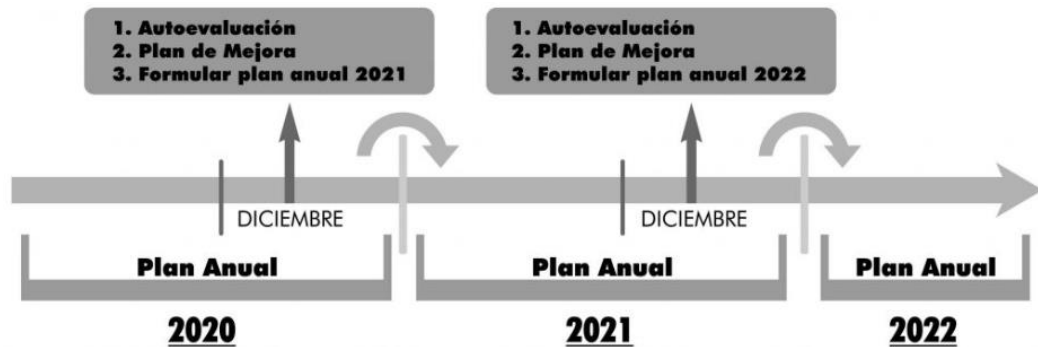 1. Autoevaluación
2. Plan de Mejora
3. Formular plan anual 2021
1. Autoevaluación
2. Plan de Mejora
3. Formular plan anual 2022
DICIEMBRE
DICIEMBRE
Plan Anual
Plan Anual
Plan Anual
2020
2021
2022